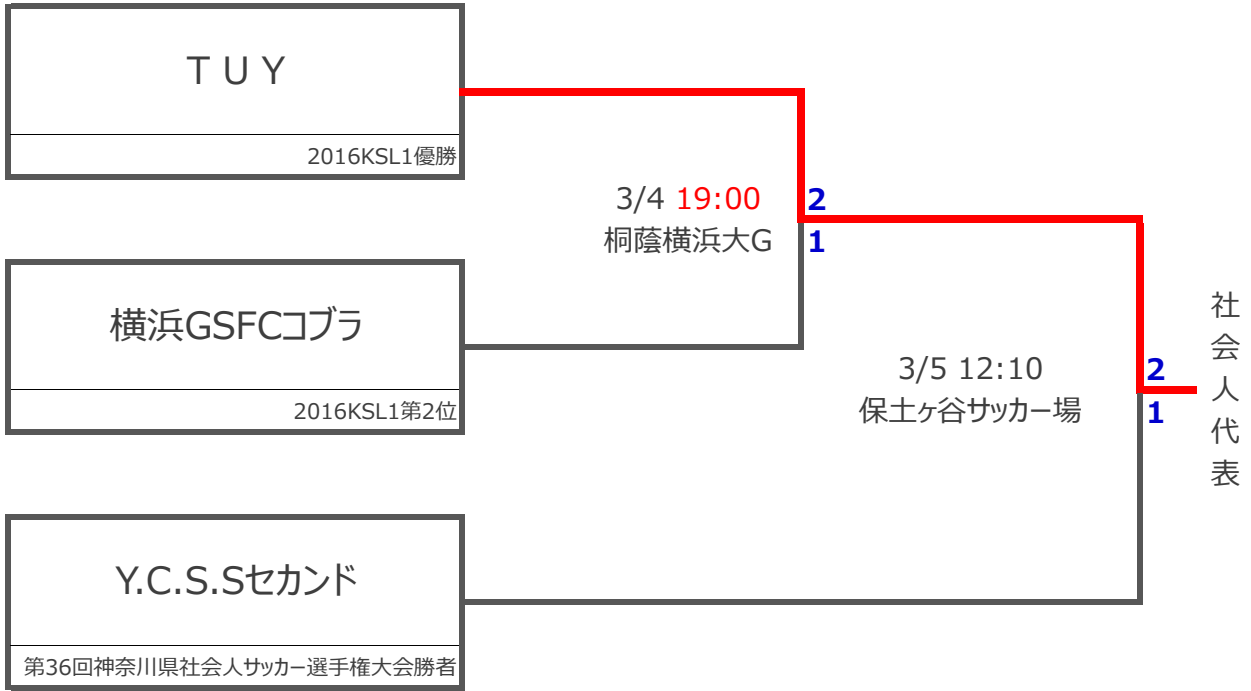 T U Y
2016KSL1優勝
3/4 19:00
桐蔭横浜大G
2
1
横浜GSFCコブラ
2016KSL1第2位
3/5 12:10
保土ヶ谷サッカー場
2
1
社会人代表
Y.C.S.Sセカンド
第36回神奈川県社会人サッカー選手権大会勝者